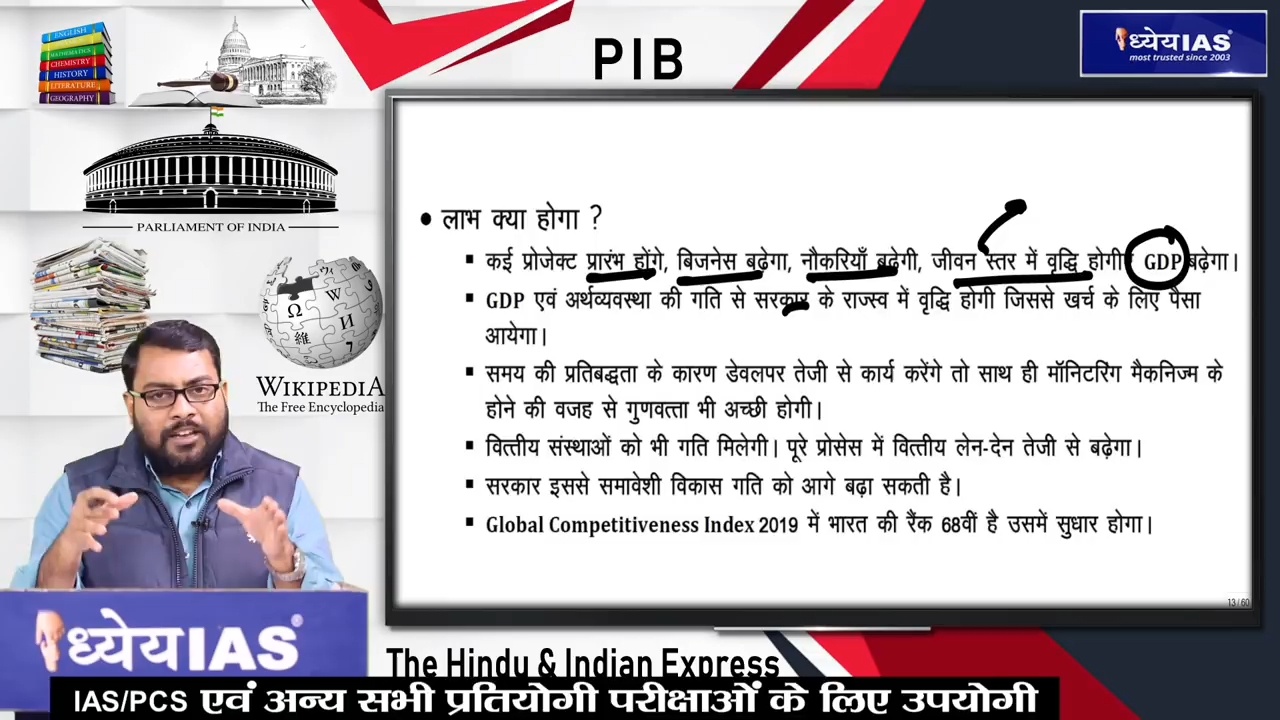 ENGLISH
MATHEMATICS
CHEMISTRY
HISTORY
LITERATURE
GEOGRAPHY
PARLIAMENT OF INDIA
Ω
W
И
維
WIKIPEDIA
The Free Encyclopedia
PIB
ध्येयIAS
most trusted since 2003
• लाभ क्या होगा ?
▪ कई प्रोजेक्ट प्रारंभ होंगे, बिजनेस बढ़ेगा, नौकरियाँ बढ़ेगी, जीवन स्तर में वृद्धि होगी GDP बढ़ेगा।
▪ GDP एवं अर्थव्यवस्था की गति से सरकार के राजस्व में वृद्धि होगी जिससे खर्च के लिए पैसा
आयेगा।
▪ समय की प्रतिबद्धता के कारण डेवलपर तेजी से कार्य करेंगे तो साथ ही मॉनिटरिंग मैकनिज्म के
होने की वजह से गुणवत्ता भी अच्छी होगी।
▪ वित्तीय संस्थाओं को भी गति मिलेगी। पूरे प्रोसेस में वित्तीय लेन-देन तेजी से बढ़ेगा।
▪ सरकार इससे समावेशी विकास गति को आगे बढ़ा सकती है।
▪ Global Competitiveness Index 2019 में भारत की रैंक 68वीं है उसमें सुधार होगा।
13 / 60
ध्येयIAS
The Hindu & Indian Express
IAS/PCS एवं अन्य सभी प्रतियोगी परीक्षाओं के लिए उपयोगी